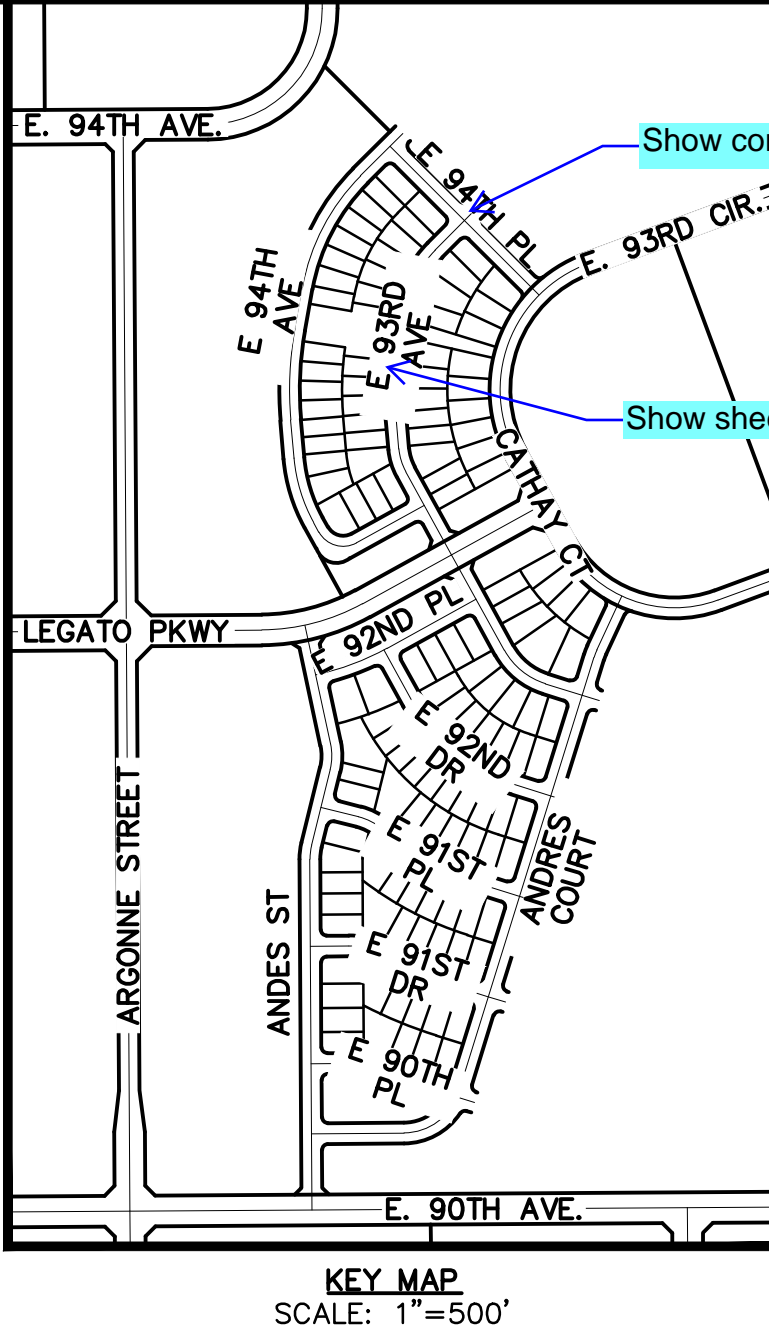 E. 94TH AVE.
Show
E 94TH PL
E. 93RD CIR.
E 94TH
AVE
E 93RD
AVE
Show
CATHAY CT
LEGATO PKWY
E 92ND PL
E 92ND
DR
ARGONNE STREET
E 91ST
PL
ANDRES
COURT
ANDES ST
E 91ST
DR
E 90TH
PL
E. 90TH AVE.
KEY MAP
SCALE: 1"=500'